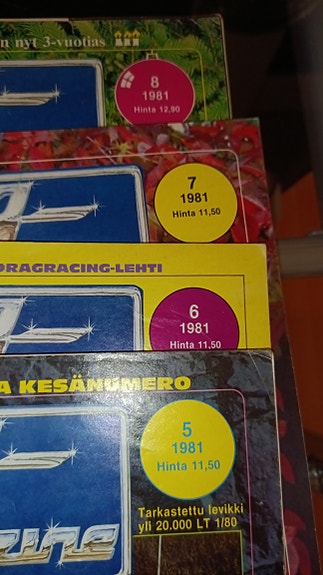 n nyt 3-vuotias
8
1981
Hinta 12,90
7
1981
Hinta 11,50
DRAGRACING-LEHTI
6
1981
Hinta 11,50
A KESÄNUMERO
5
1981
Hinta 11,50
Tarkastettu levikki
yli 20.000 LT 1/80
zine